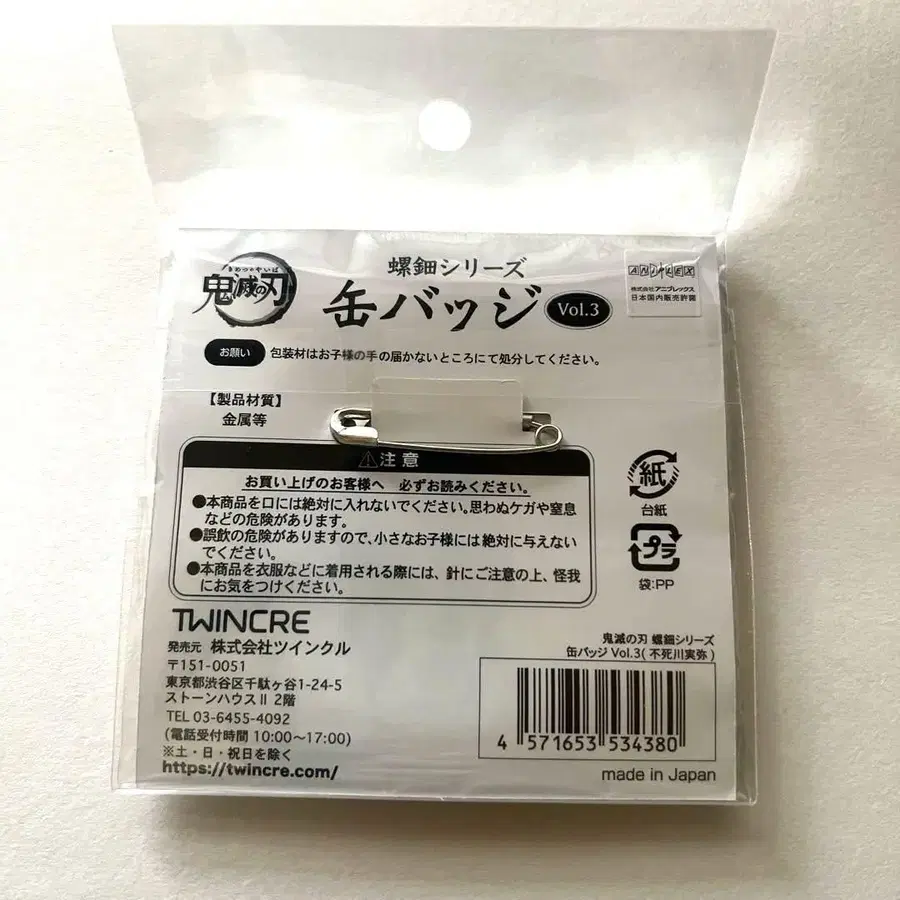 きめつのやいば
鬼滅の刃
螺鈿シリーズ
缶バッジ Vol.3
ANIPLEX
株式会社アニプレックス
日本国内販売許諾
お願い 包装材はお子様の手の届かないところにて処分してください。
【製品材質】
金属等
⚠注意
お買い上げのお客様へ 必ずお読みください。
●本商品を口には絶対に入れないでください。思わぬケガや窒息
などの危険があります。
●誤飲の危険がありますので、小さなお子様には絶対に与えない
でください。
●本商品を衣服などに着用される際には、針にご注意の上、怪我
にお気をつけください。
紙
台紙
プラ
袋:PP
TWINCRE
発売元 株式会社ツインクル
〒151-0051
東京都渋谷区千駄ヶ谷1-24-5
ストーンハウスⅡ 2階
TEL 03-6455-4092
(電話受付時間 10:00〜17:00)
※土・日・祝日を除く
https://twincre.com/
鬼滅の刃 螺鈿シリーズ
缶バッジ Vol.3(不死川実弥)
4 571653 534380
made in Japan